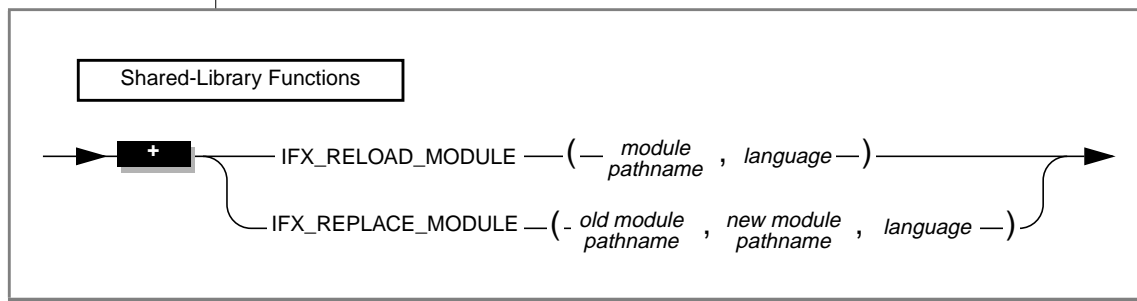 Shared-Library Functions
+
IFX_RELOAD_MODULE ( module pathname , language )
IFX_REPLACE_MODULE ( old module pathname , new module pathname , language )